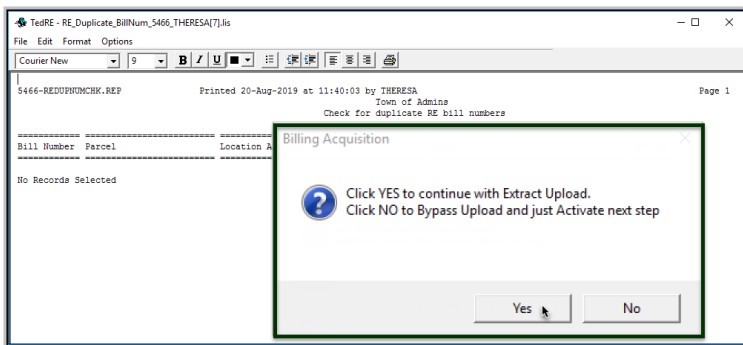 TedRE - RE_Duplicate_BillNum_5466_THERESA[7].lis
File Edit Format Options
Courier New 9 B I U
5466-REDUPNUMCHK.REP Printed 20-Aug-2019 at 11:40:03 by THERESA Page 1
Town of Admins
Check for duplicate RE bill numbers
Bill Number Parcel Location A
No Records Selected
Billing Acquisition
Click YES to continue with Extract Upload.
Click NO to Bypass Upload and just Activate next step
Yes No